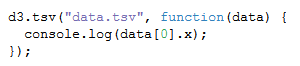 d3.tsv("data.tsv", function(data) {
  console.log(data[0].x);
});